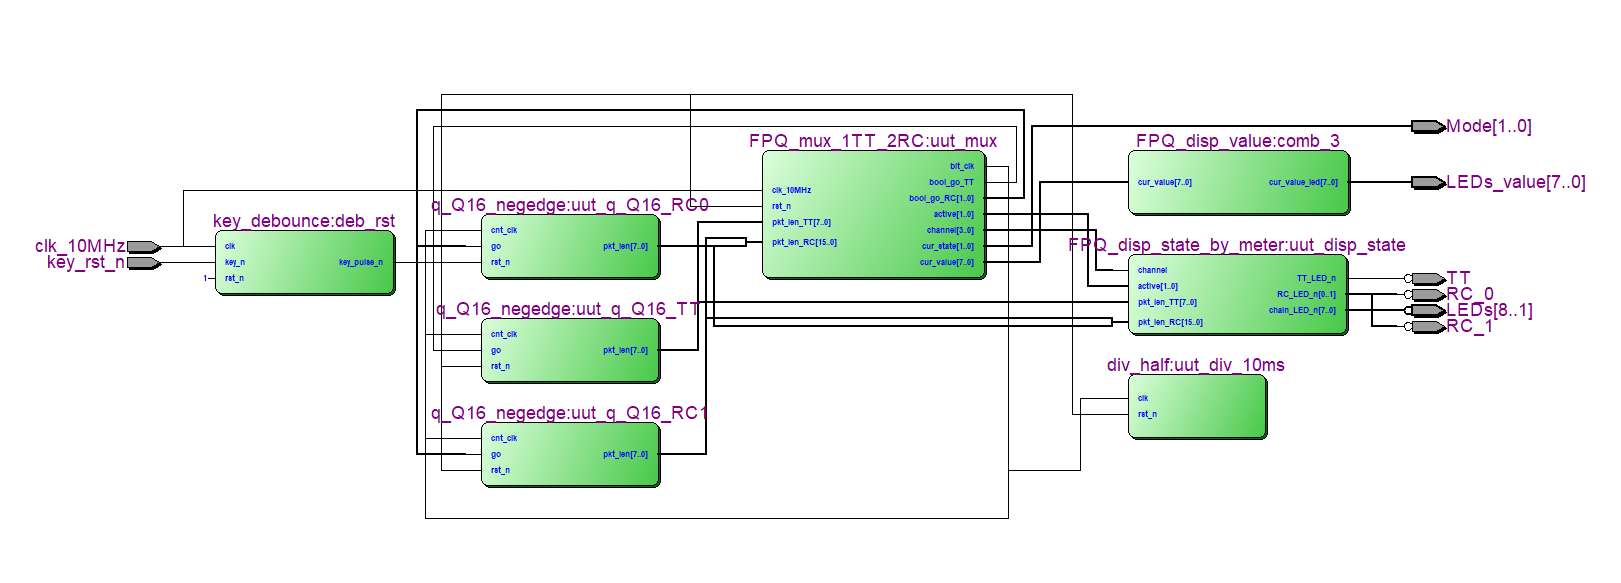 clk_10MHz
key_rst_n
key_debounce:deb_rst
clk
key_n
rst_n
1
key_pulse_n
q_Q16_negedge:uut_q_Q16_RC0
cnt_clk
go
rst_n
pkt_len[7..0]
q_Q16_negedge:uut_q_Q16_TT
cnt_clk
go
rst_n
pkt_len[7..0]
q_Q16_negedge:uut_q_Q16_RC1
cnt_clk
go
rst_n
pkt_len[7..0]
FPQ_mux_1TT_2RC:uut_mux
clk_10MHz
rst_n
pkt_len_TT[7..0]
pkt_len_RC[15..0]
bit_clk
bool_go_TT
bool_go_RC[1..0]
active[1..0]
channel[3..0]
cur_state[1..0]
cur_value[7..0]
FPQ_disp_value:comb_3
cur_value[7..0]
cur_value_led[7..0]
FPQ_disp_state_by_meter:uut_disp_state
channel
active[1..0]
pkt_len_TT[7..0]
pkt_len_RC[15..0]
TT_LED_n
RC_LED_n[0..1]
chain_LED_n[7..0]
div_half:uut_div_10ms
clk
rst_n
Mode[1..0]
LEDs_value[7..0]
TT
RC_0
LEDs[8..1]
RC_1